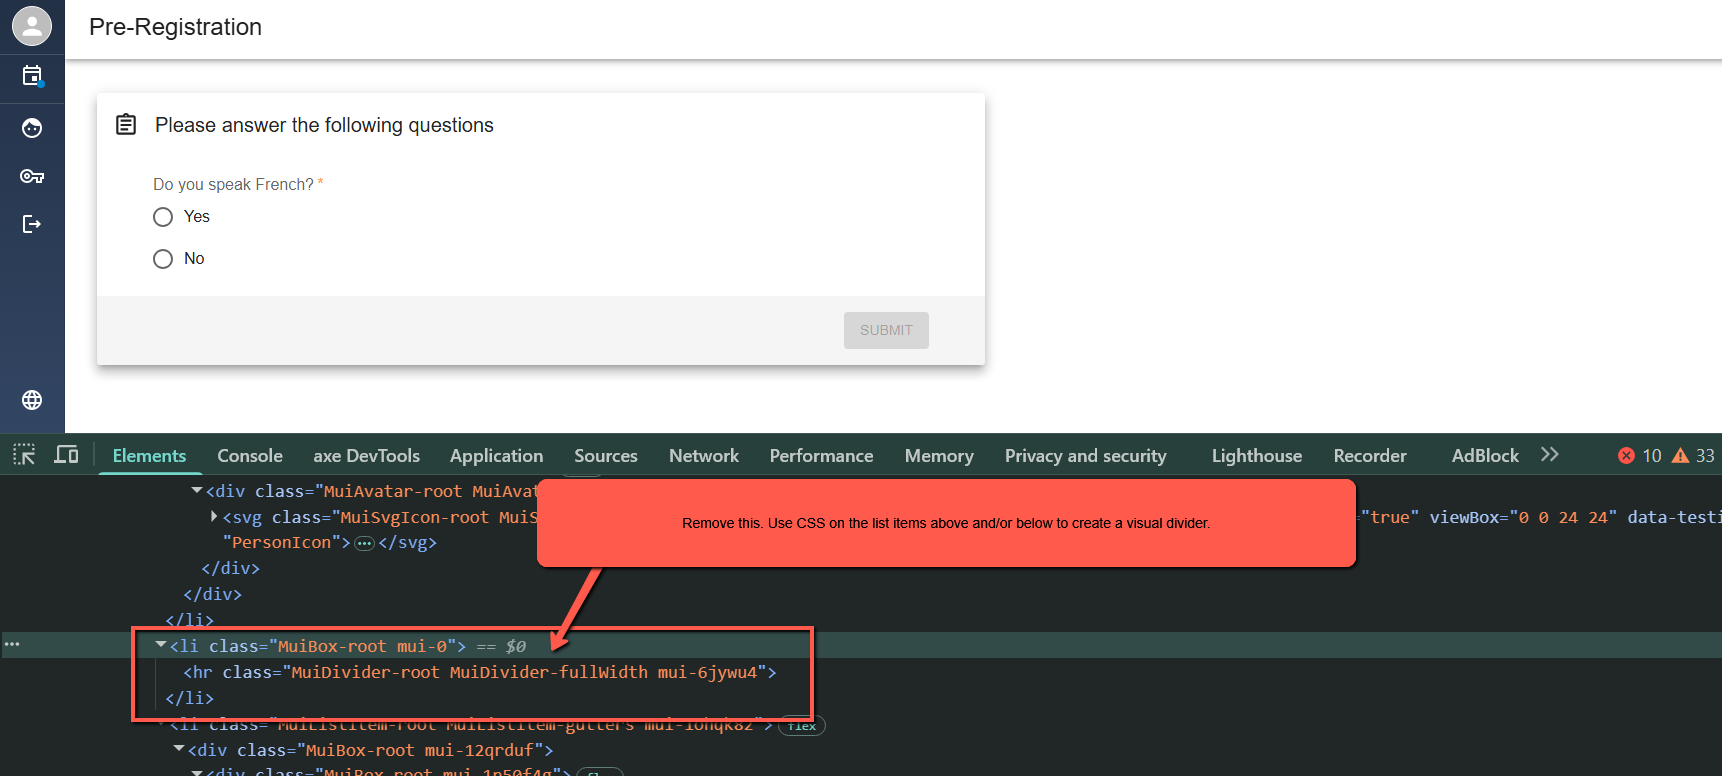 Pre-Registration
Please answer the following questions
Do you speak French? *
Yes
No
SUBMIT
Elements Console axe DevTools Application Sources Network Performance Memory Privacy and security Lighthouse Recorder AdBlock 10 33
<div class="MuiAvatar-root MuiAvat
Remove this. Use CSS on the list items above and/or below to create a visual divider.
<svg class="MuiSvgIcon-root MuiS ="true" viewBox="0 0 24 24" data-testi
"PersonIcon"> ••• </svg>
</div>
</div>
</li>
<li class="MuiBox-root mui-0"> == $0
<hr class="MuiDivider-root MuiDivider-fullWidth mui-6jywu4">
</li>
<li class="MuiListItem-root MuiListItem-gutters flex
<div class="MuiBox-root mui-12qrduf">
<div class="MuiBox-root mui-1n50f4g">